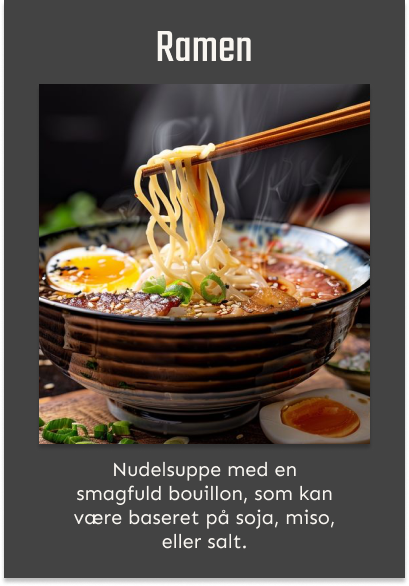 Ramen
Nudelsuppe med en
smagfuld bouillon, som kan
være baseret på soja, miso,
eller salt.